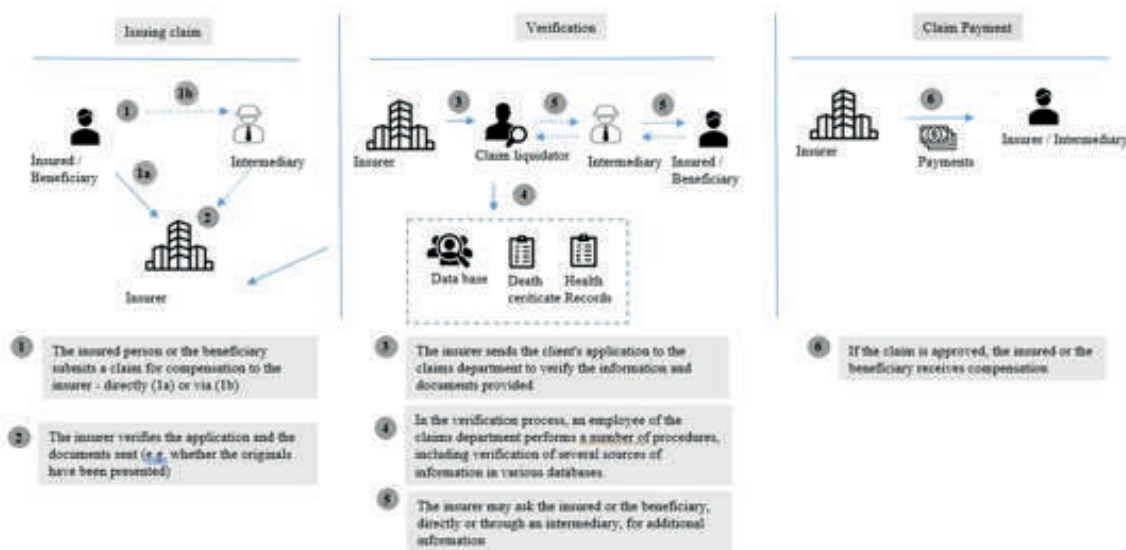 Issuing claim
Verification
Claim Payment
1
1b
Insured /
Beneficiary
Intermediary
1a
2
Insurer
3
5
5
Insurer
Claim liquidator
Intermediary
Insured /
Beneficiary
4
Data base
Death
ceriticate
Health
Records
6
Insurer
Payments
Insurer / Intermediary
1
The insured person or the beneficiary
submits a claim for compensation to the
insurer - directly (1a) or via (1b)
2
The insurer verifies the application and the
documents sent (e.g. whether the originals
have been presented)
3
The insurer sends the client's application to the
claims department to verify the information and
documents provided
4
In the verification process, an employee of the
claims department performs a number of procedures,
including verification of several sources of
information in various databases.
5
The insurer may ask the insured or the beneficiary,
directly or through an intermediary, for additional
information
6
If the claim is approved, the insured or the
beneficiary receives compensation.